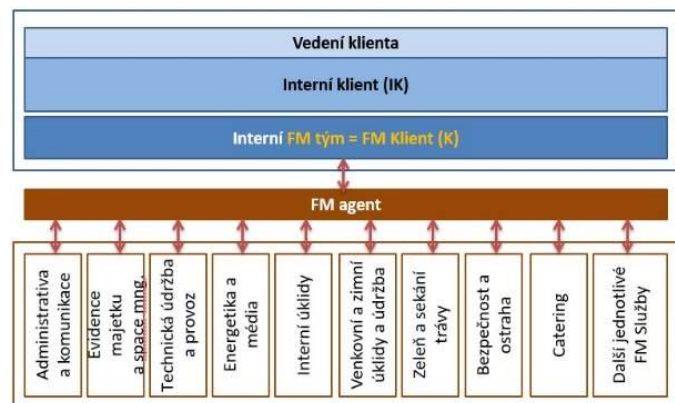 Vedení klienta
Interní klient (IK)
Interní FM tým = FM Klient (K)
FM agent
Administrativa
a komunikace
Evidence
majetku
a space mng.
Technická údržba
a provoz
Energetika a
média
Interní úklidy
Venkovní a zimní
úklidy a údržba
Zeleň a sekání
trávy
Bezpečnost a
ostraha
Catering
Další jednotlivé
FM Služby